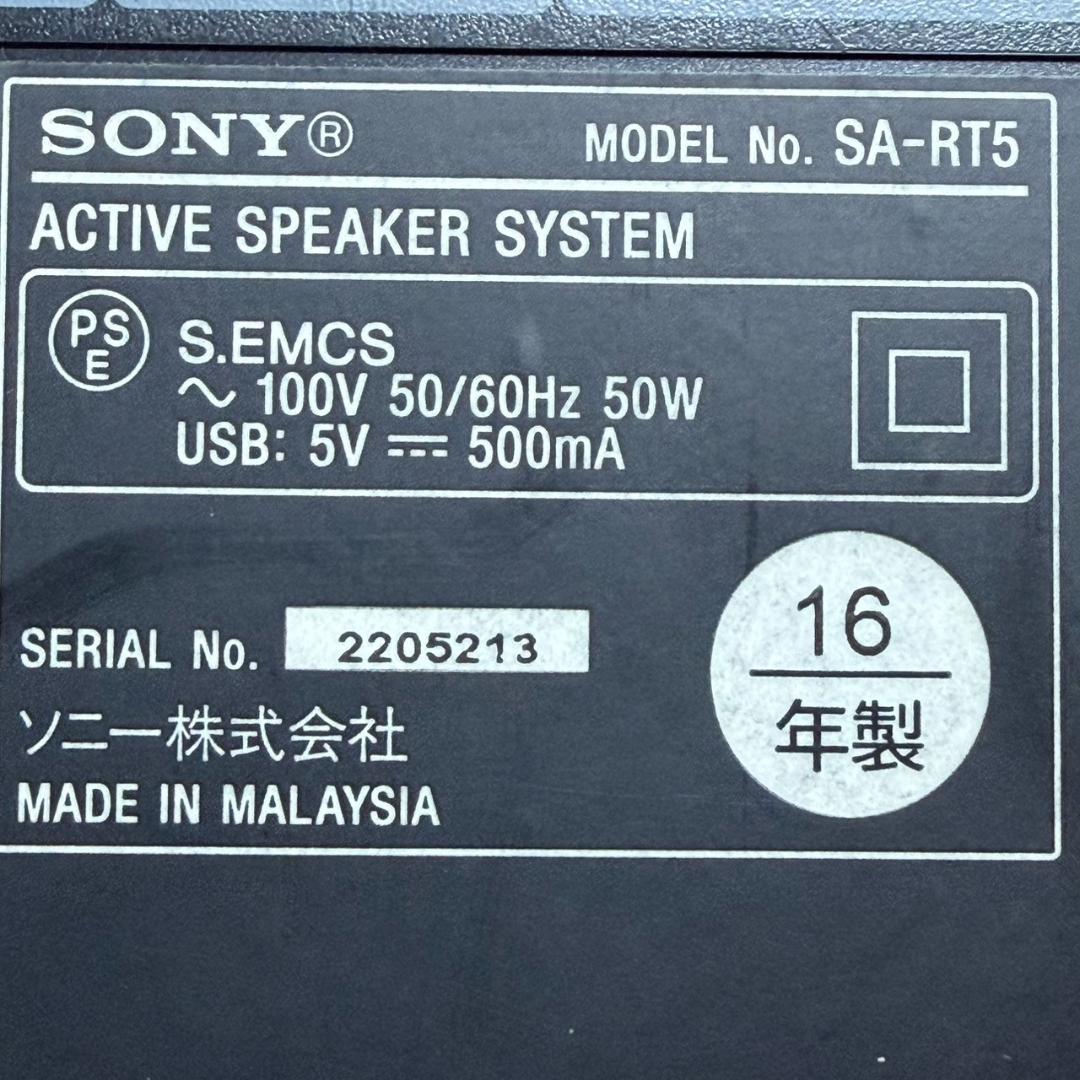 SONY®
MODEL No. SA-RT5
ACTIVE SPEAKER SYSTEM
PS
E
S.EMCS
～ 100V 50/60Hz 50W
USB: 5V ⎓ 500mA
16
年製
SERIAL No. 2205213
ソニー株式会社
MADE IN MALAYSIA